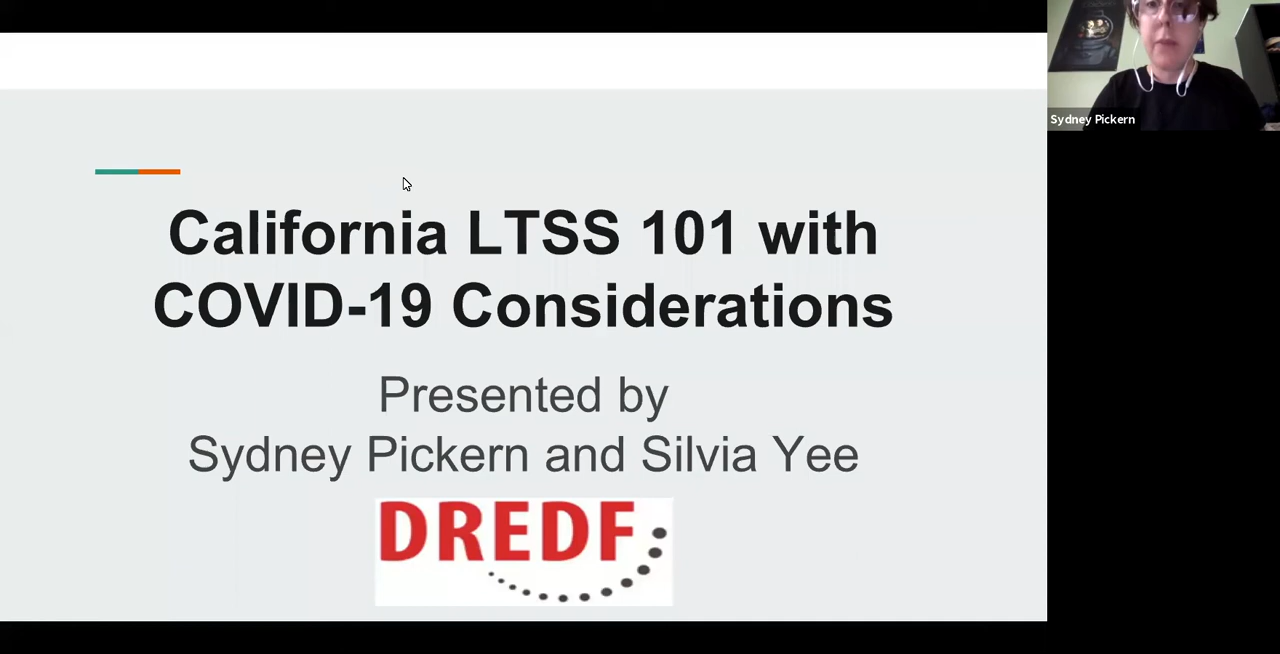 California LTSS 101 with
COVID-19 Considerations
Presented by
Sydney Pickern and Silvia Yee
DREDF
Sydney Pickern